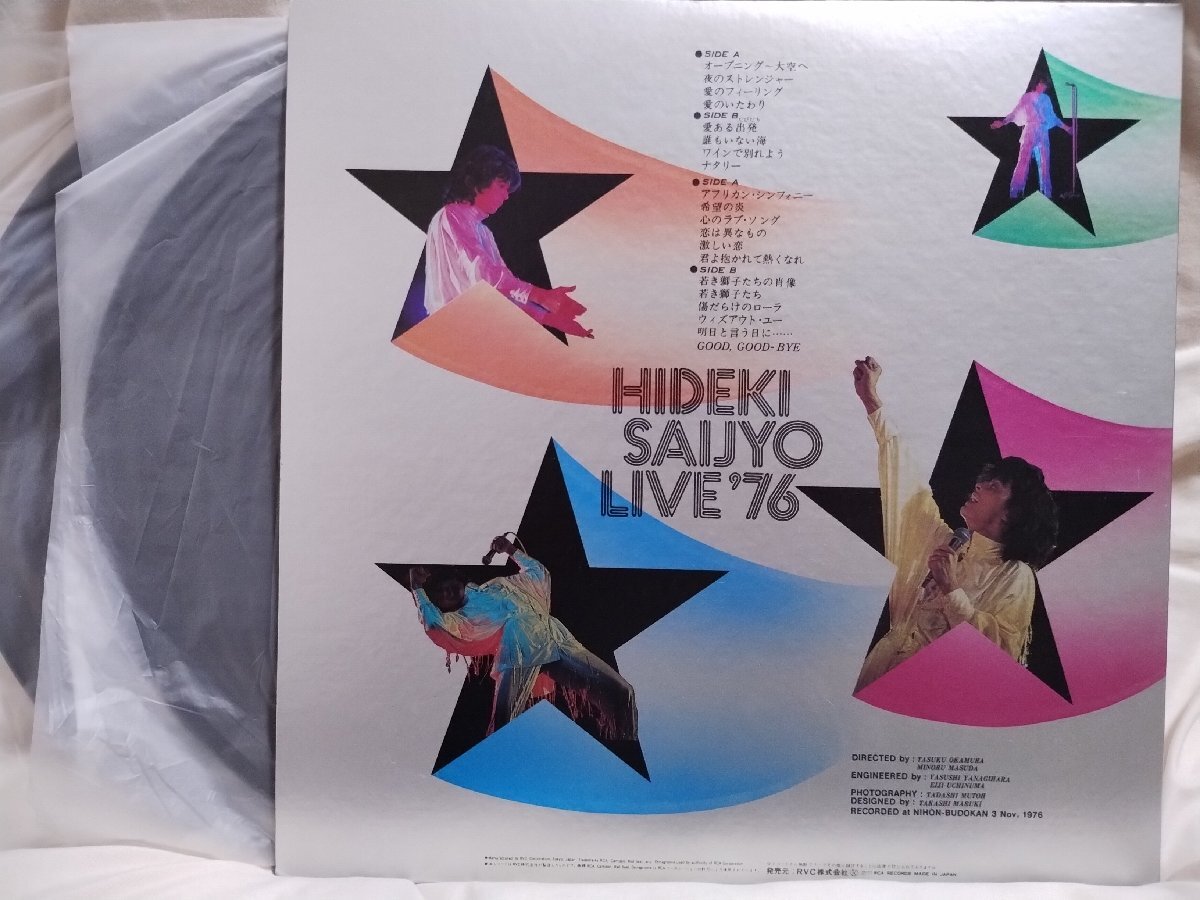 ● SIDE A
オープニング～大空へ
夜のストレンジャー
愛のフィーリング
愛のいたわり
● SIDE B
愛ある出発
誰もいない海
ワインで別れよう
ナタリー
● SIDE A
アフリカン・シンフォニー
希望の炎
心のラブ・ソング
恋は異なもの
激しい恋
君よ抱かれて熱くなれ
● SIDE B
若き獅子たちの肖像
若き獅子たち
傷だらけのローラ
ウィズアウト・ユー
明日と言う日に……
GOOD, GOOD-BYE
HIDEKI
SAIJYO
LIVE '76
DIRECTED by : TASUKU OKAMURA
MINORU MASUDA
ENGINEERED by : YASUSHI YANAGIHARA
EIJI UCHINUMA
PHOTOGRAPHY : TADASHI MUTOH
DESIGNED by : TAKASHI MASUKI
RECORDED at NIHON-BUDOKAN 3 Nov. 1976
発売元：RVC株式会社
RCA RECORDS MADE IN JAPAN